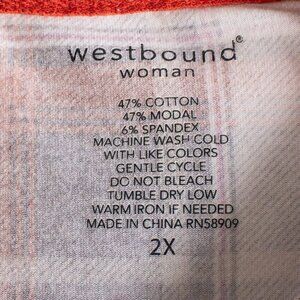 westbound®
woman
47% COTTON
47% MODAL
6% SPANDEX
MACHINE WASH COLD
WITH LIKE COLORS
GENTLE CYCLE
DO NOT BLEACH
TUMBLE DRY LOW
WARM IRON IF NEEDED
MADE IN CHINA RN58909
2X